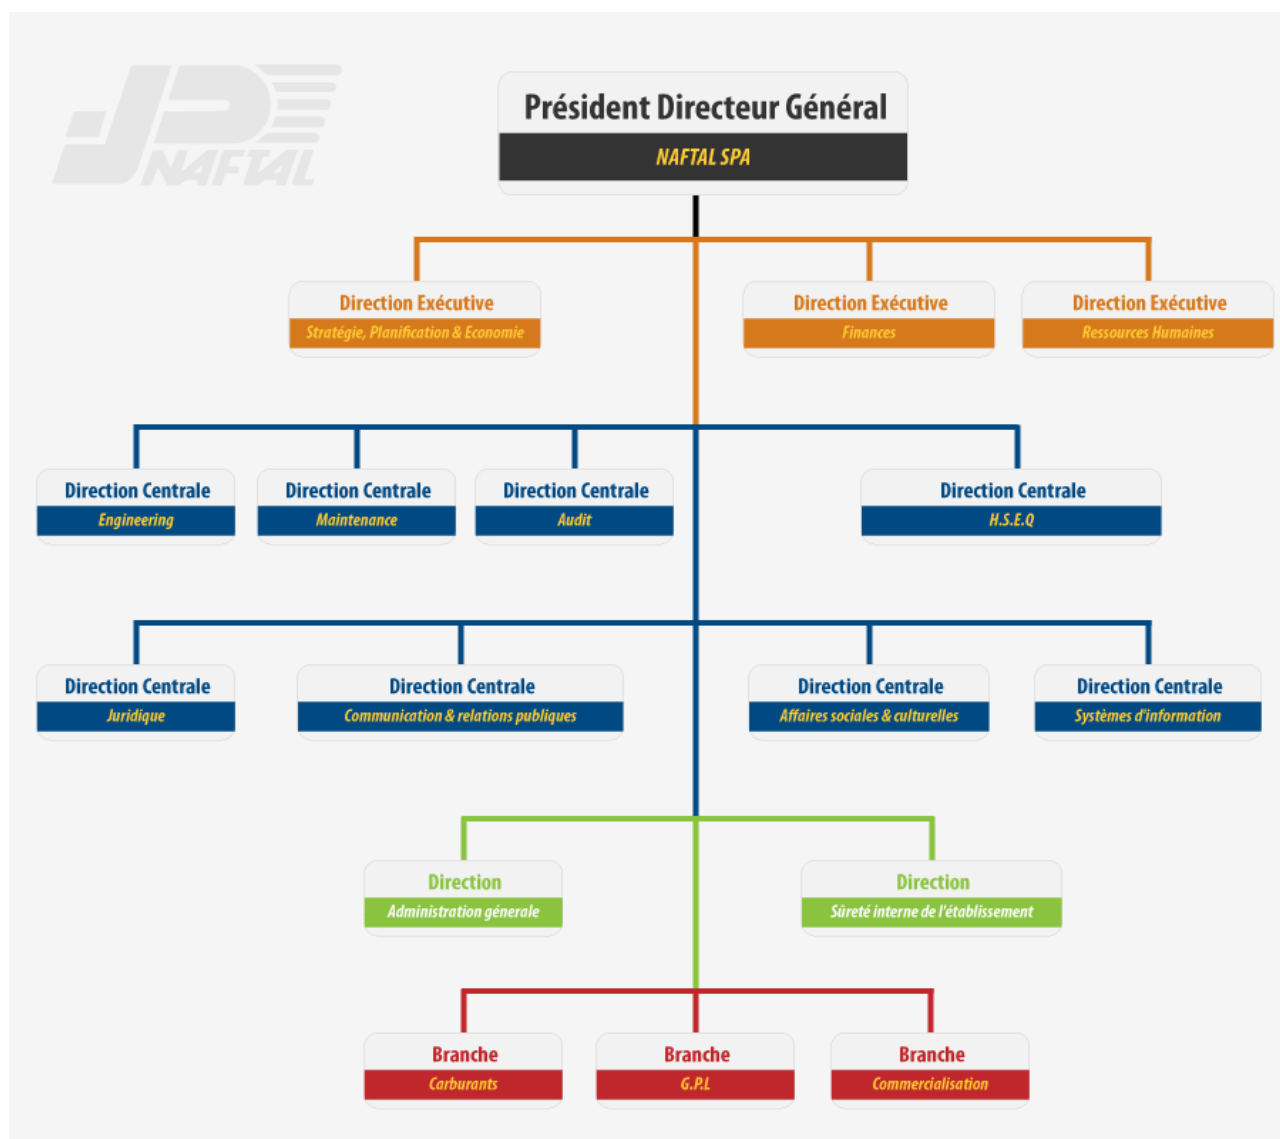 NAFTAL
Président Directeur Général
NAFTAL SPA
Direction Exécutive
Stratégie, Planification & Economie
Direction Exécutive
Finances
Direction Exécutive
Ressources Humaines
Direction Centrale
Engineering
Direction Centrale
Maintenance
Direction Centrale
Audit
Direction Centrale
H.S.E.Q
Direction Centrale
Juridique
Direction Centrale
Communication & relations publiques
Direction Centrale
Affaires sociales & culturelles
Direction Centrale
Systèmes d'information
Direction
Administration génerale
Direction
Sûreté interne de l'établissement
Branche
Carburants
Branche
G.P.L
Branche
Commercialisation